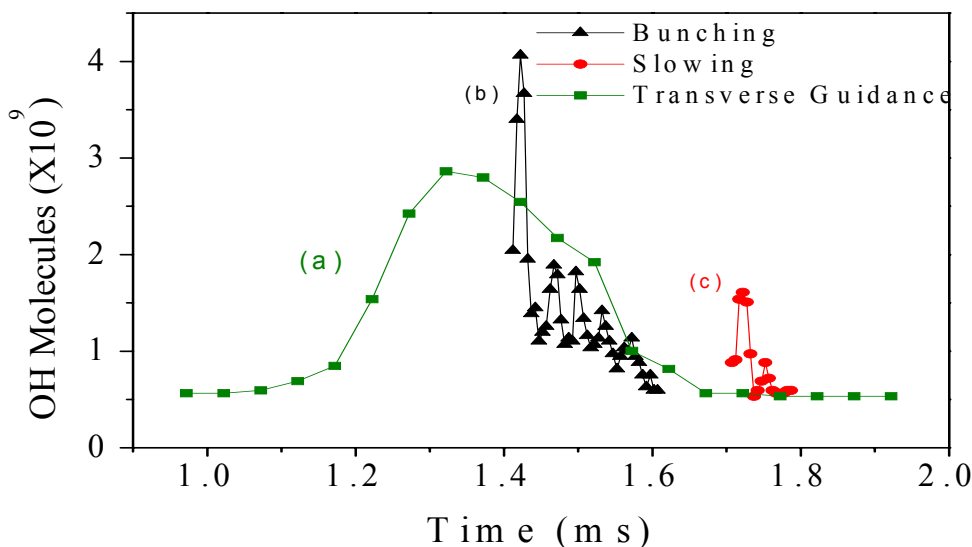 Bunching
Slowing
Transverse Guidance
(b)
(a)
(c)
OH Molecules (X10^9)
4
3
2
1
0
1.0 1.2 1.4 1.6 1.8 2.0
Time (ms)